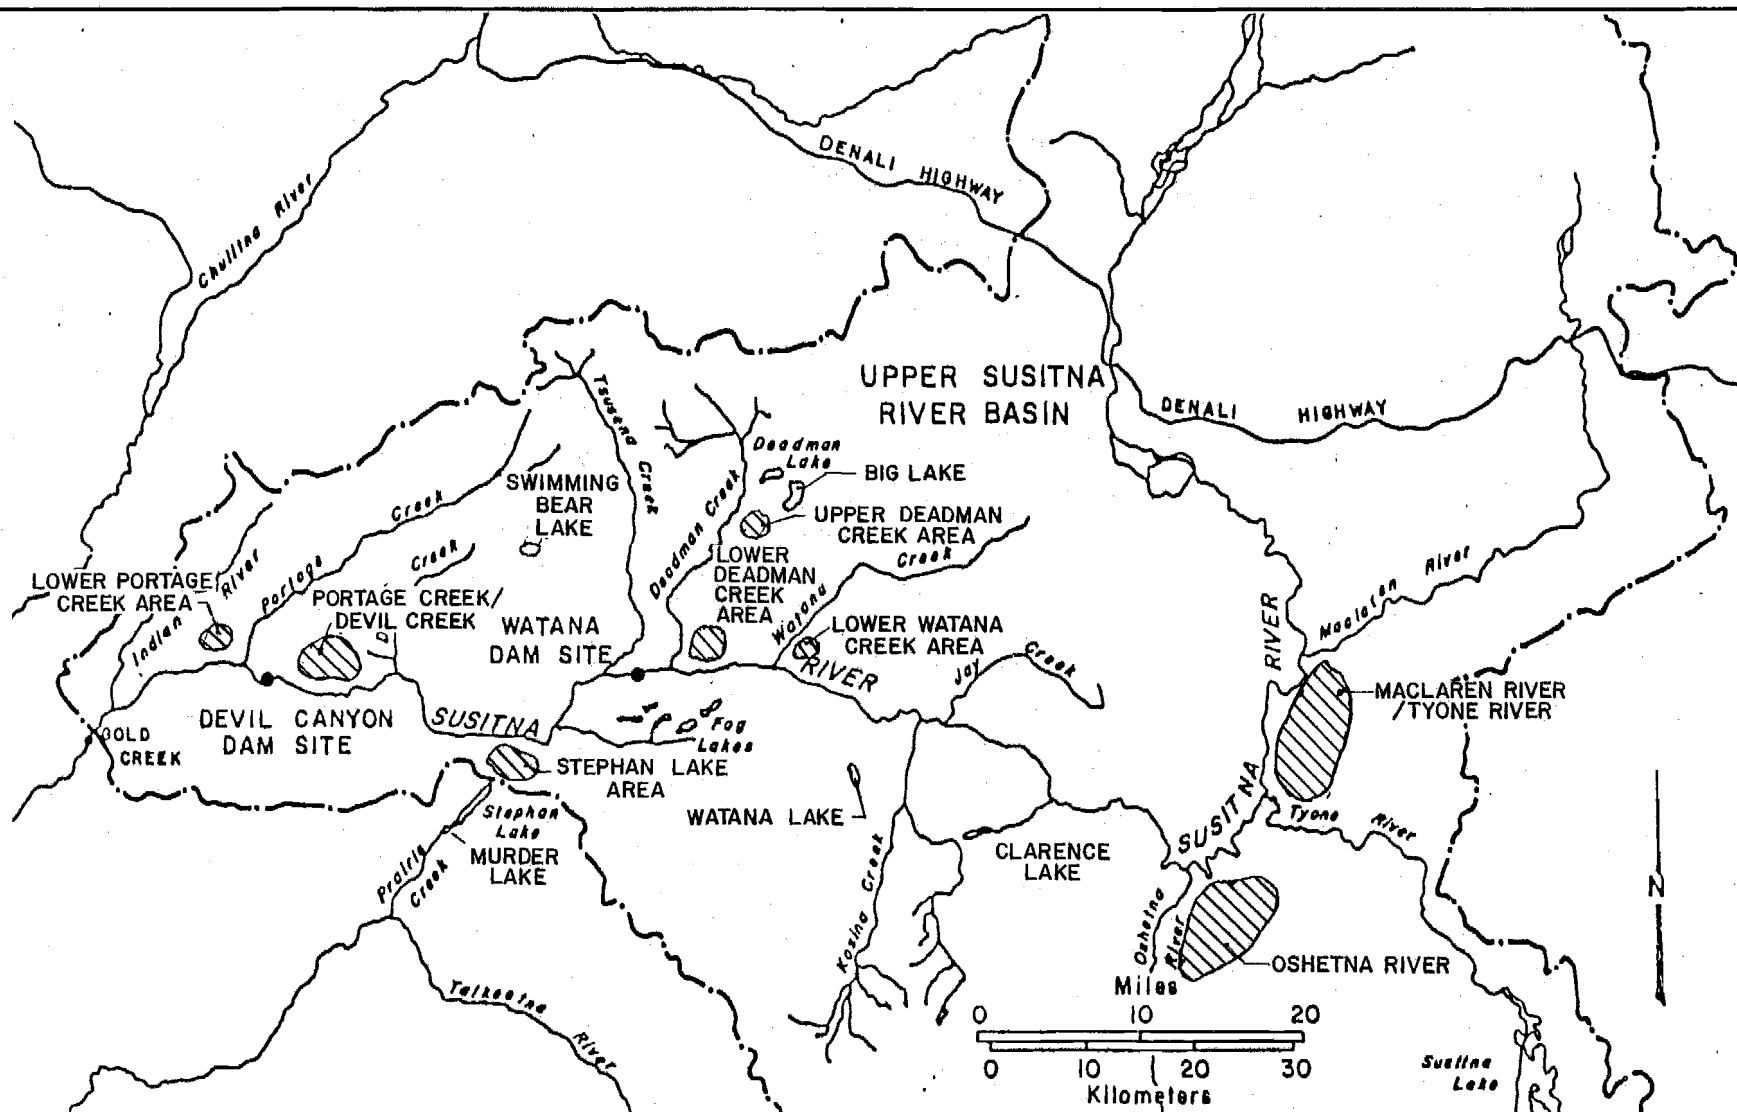 DENALI HIGHWAY
Chulitna River
UPPER SUSITNA
RIVER BASIN
DENALI HIGHWAY
Tsusena Creek
Deadman
Lake
BIG LAKE
SWIMMING
BEAR
LAKE
Portage Creek
Deadman Creek
UPPER DEADMAN
CREEK AREA
Creek
LOWER
DEADMAN
CREEK
AREA
Watana Creek
LOWER PORTAGE
CREEK AREA
Indian River
PORTAGE CREEK/
DEVIL CREEK
D
WATANA
DAM SITE
LOWER WATANA
CREEK AREA
RIVER
Jay Creek
RIVER
Maclaren River
MACLAREN RIVER
/TYONE RIVER
GOLD
CREEK
DEVIL CANYON
DAM SITE
SUSITNA
Fog
Lakes
STEPHAN LAKE
AREA
Stephan
Lake
MURDER
LAKE
Prairie
Creek
WATANA LAKE
Kosina Creek
CLARENCE
LAKE
SUSITNA
Tyone River
Oshetna
River
OSHETNA RIVER
Talkeetna River
Miles
0 10 20
0 10 20 30
Kilometers
Susitna
Lake
N